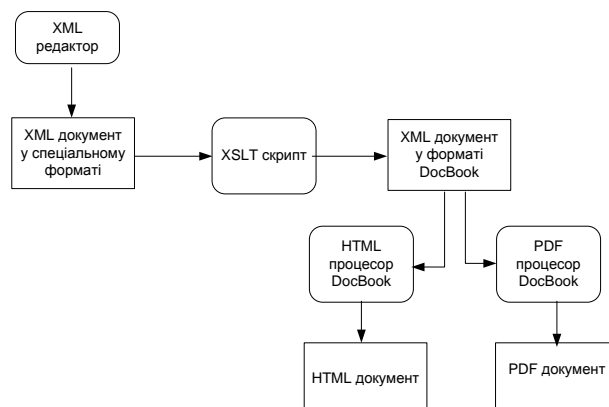 XML
редактор
XML документ
у спеціальному
форматі
XSLT скрипт
XML документ
у форматі
DocBook
HTML
процесор
DocBook
PDF
процесор
DocBook
HTML документ
PDF документ